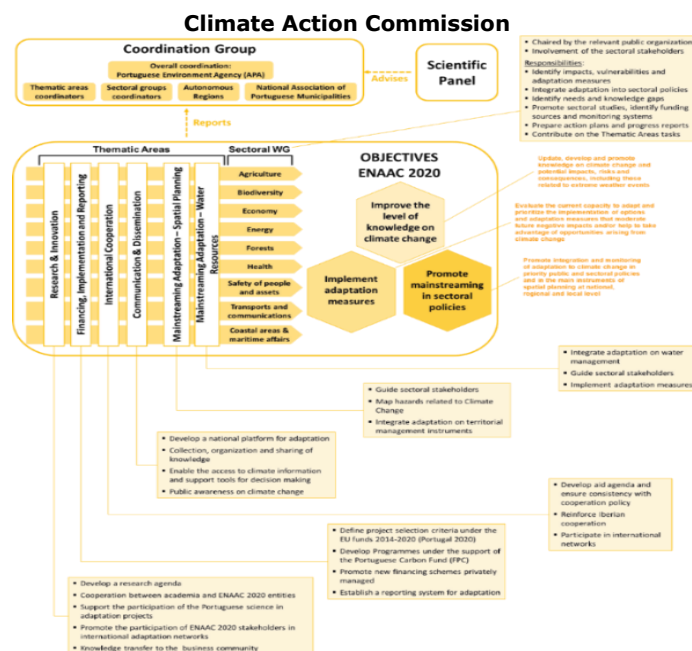 Climate Action Commission
Coordination Group
Overall coordination:
Portuguese Environment Agency (APA)
Thematic areas
coordinators
Sectoral groups
coordinators
Autonomous
Regions
National Association of
Portuguese Municipalities
Advises
Scientific
Panel
Reports
Chaired by the relevant public organization
Involvement of the sectoral stakeholders
Responsibilities:
Identify impacts, vulnerabilities and
adaptation measures
Integrate adaptation into sectoral policies
Identify needs and knowledge gaps
Promote sectoral studies, identify funding
sources and monitoring systems
Prepare action plans and progress reports
Contribute on the Thematic Areas tasks
Thematic Areas
Sectoral WG
Research & Innovation
Financing, Implementation and Reporting
International Cooperation
Communication & Dissemination
Mainstreaming Adaptation – Spatial Planning
Mainstreaming Adaptation – Water
Resources
Agriculture
Biodiversity
Economy
Energy
Forests
Health
Safety of people
and assets
Transports and
communications
Coastal areas &
maritime affairs
OBJECTIVES
ENAAC 2020
Improve the
level of
knowledge on
climate change
Implement
adaptation
measures
Promote
mainstreaming
in sectoral
policies
Update, develop and promote
knowledge on climate change and
potential impacts, risks and
consequences, including those
related to extreme weather events
Evaluate the current capacity to adapt and
prioritize the implementation of options
and adaptation measures that moderate
future negative impacts and/or help to take
advantage of opportunities arising from
climate change
Promote integration and monitoring
of adaptation to climate change in
priority public and sectoral policies
and in the main instruments of
spatial planning at national,
regional and local level
Integrate adaptation on water
management
Guide sectoral stakeholders
Implement adaptation measures
Guide sectoral stakeholders
Map hazards related to Climate
Change
Integrate adaptation on territorial
management instruments
Develop a national platform for adaptation
Collection, organization and sharing of
knowledge
Enable the access to climate information
and support tools for decision making
Public awareness on climate change
Develop aid agenda and
ensure consistency with
cooperation policy
Reinforce Iberian
cooperation
Participate in international
networks
Define project selection criteria under the
EU funds 2014-2020 (Portugal 2020)
Develop Programmes under the support of
the Portuguese Carbon Fund (FPC)
Promote new financing schemes privately
managed
Establish a reporting system for adaptation
Develop a research agenda
Cooperation between academia and ENAAC 2020 entities
Support the participation of the Portuguese science in
adaptation projects
Promote the participation of ENAAC 2020 stakeholders in
international adaptation networks
Knowledge transfer to the business community